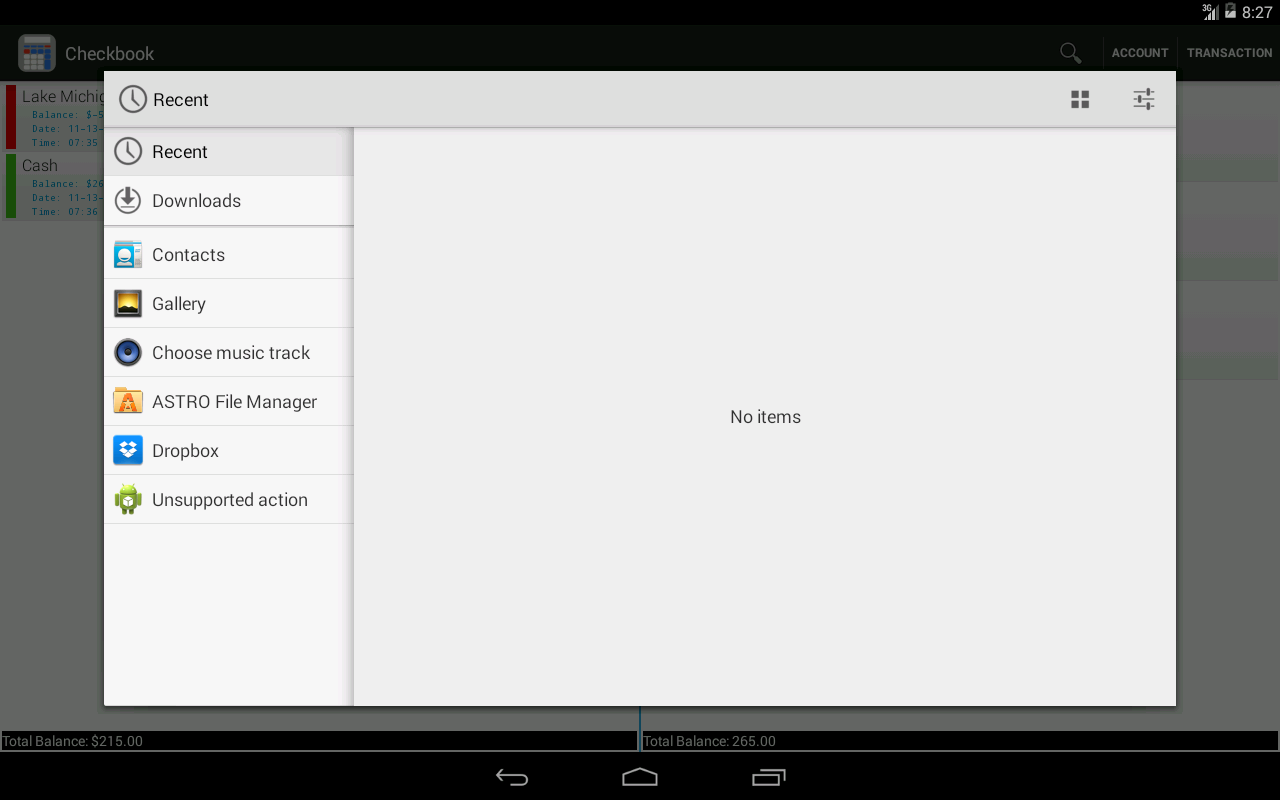 3G 8:27
Checkbook ACCOUNT TRANSACTION
Recent
Lake Michig
Balance: $-5
Date: 11-13-
Time: 07:35
Cash
Balance: $26
Date: 11-13-
Time: 07:36
Recent
Downloads
Contacts
Gallery
Choose music track
ASTRO File Manager
Dropbox
Unsupported action
No items
Total Balance: $215.00
Total Balance: 265.00